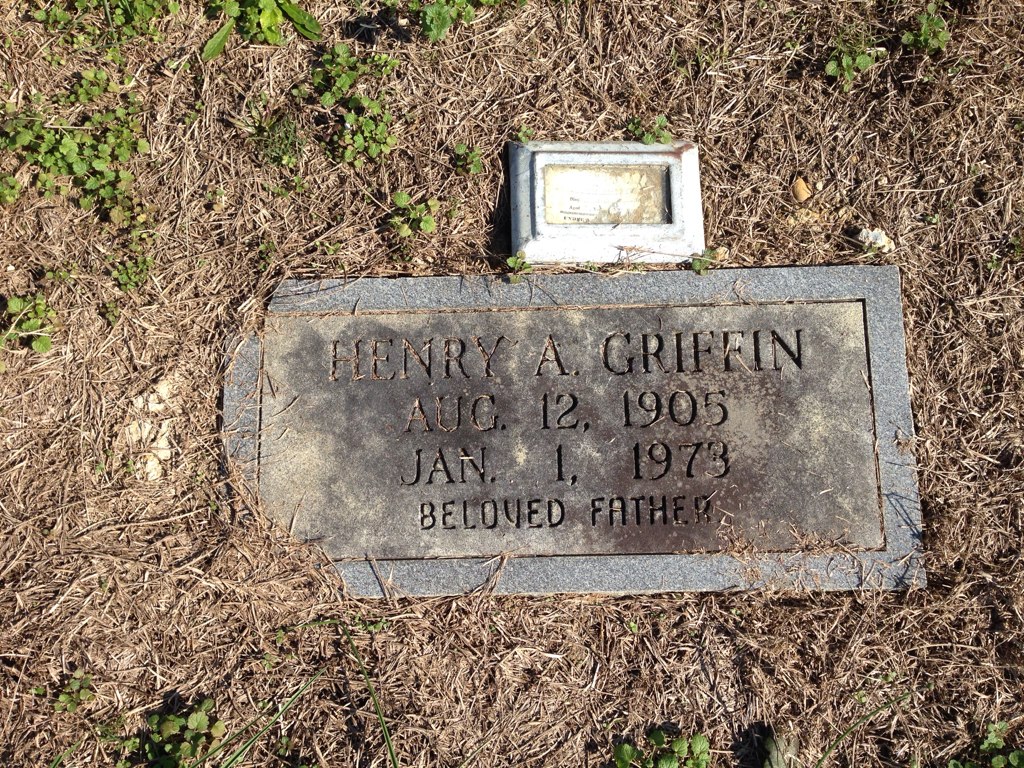 HENRY A. GRIFFIN
AUG. 12, 1905
JAN. 1, 1973
BELOVED FATHER